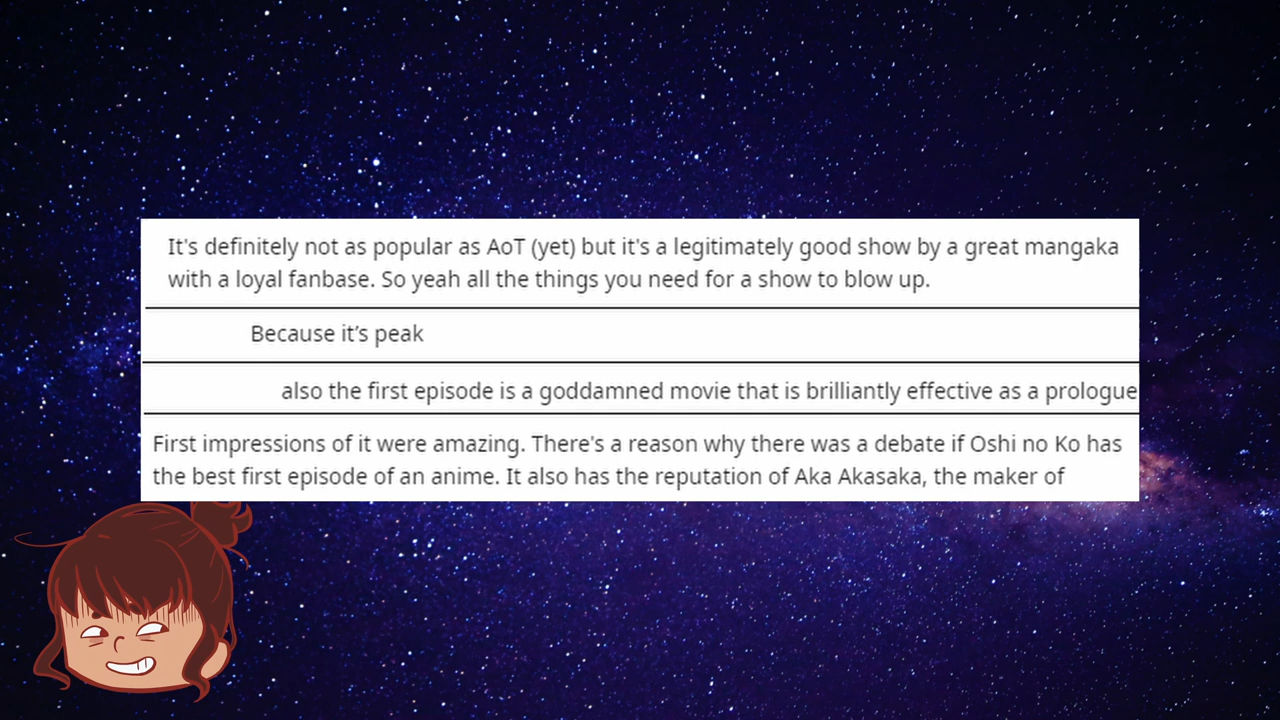 It's definitely not as popular as AoT (yet) but it's a legitimately good show by a great mangaka
with a loyal fanbase. So yeah all the things you need for a show to blow up.
Because it’s peak
also the first episode is a goddamned movie that is brilliantly effective as a prologue
First impressions of it were amazing. There's a reason why there was a debate if Oshi no Ko has
the best first episode of an anime. It also has the reputation of Aka Akasaka, the maker of